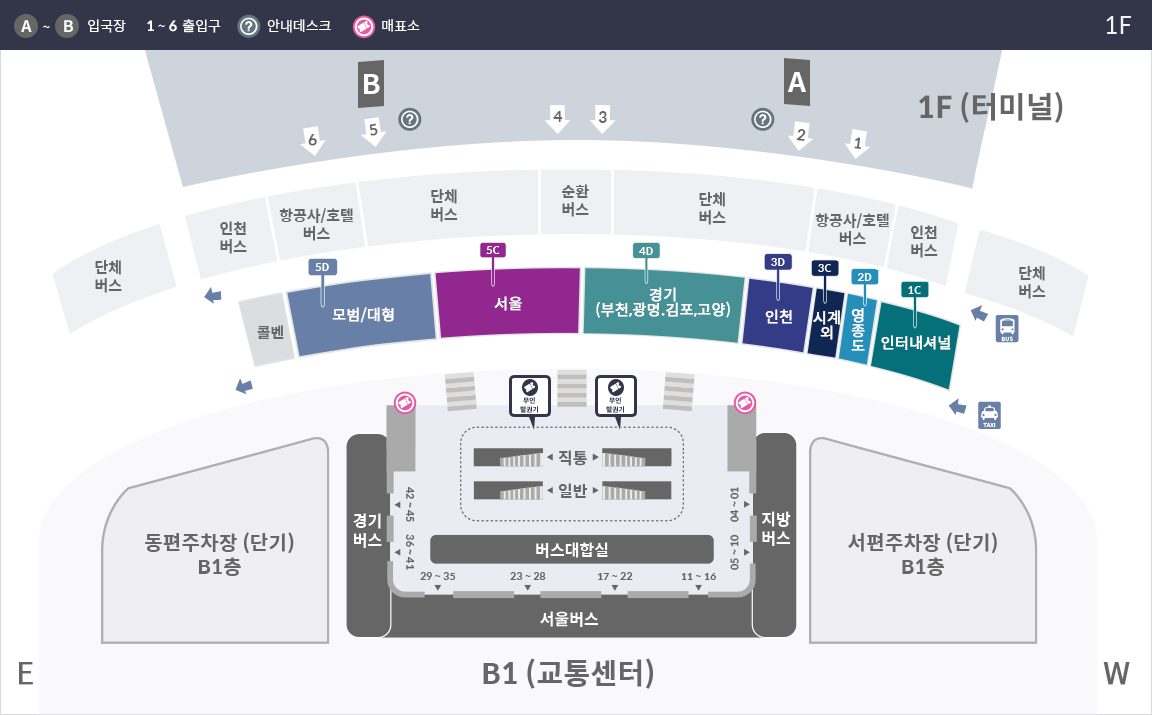 A ~ B 입국장 1 ~ 6 출입구 ? 안내데스크 매표소 1F
B
A
1F (터미널)
6
5
?
4
3
?
2
1
단체
버스
인천
버스
항공사/호텔
버스
단체
버스
순환
버스
단체
버스
항공사/호텔
버스
인천
버스
단체
버스
5D
5C
4D
3D
3C
2D
1C
콜벤
모범/대형
서울
경기
(부천,광명.김포,고양)
인천
시계
외
영
종
도
인터내셔널
BUS
TAXI
무인
발권기
무인
발권기
직통
일반
경기
버스
42 ~ 45
36 ~ 41
04 ~ 01
05 ~ 10
지방
버스
버스대합실
29 ~ 35
23 ~ 28
17 ~ 22
11 ~ 16
서울버스
동편주차장 (단기)
B1층
서편주차장 (단기)
B1층
E
B1 (교통센터)
W